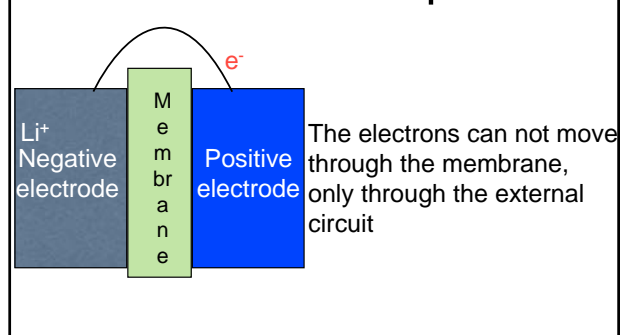 e-
Li+
Negative
electrode
M
e
m
br
a
n
e
Positive
electrode
The electrons can not move
through the membrane,
only through the external
circuit